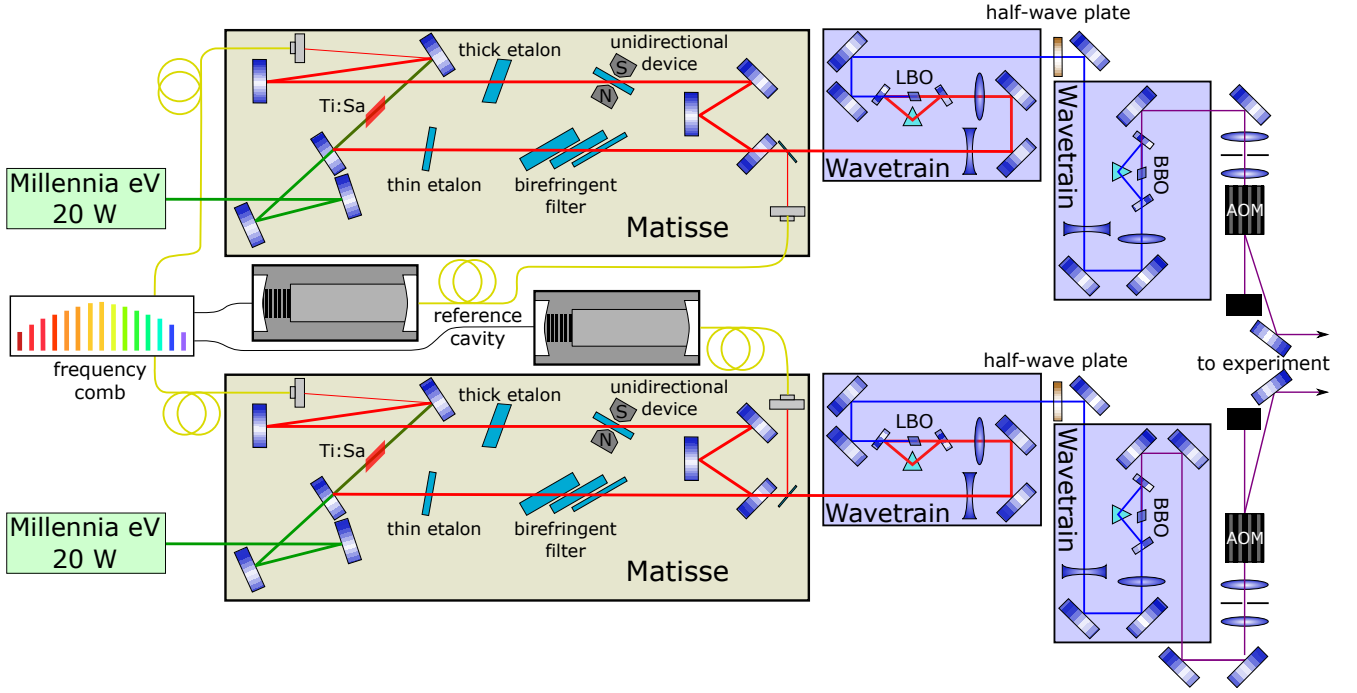 half-wave plate
thick etalon
unidirectional
device
S
N
Ti:Sa
LBO
Wavetrain
Wavetrain
BBO
AOM
Millennia eV
20 W
thin etalon
birefringent
filter
Matisse
reference
cavity
frequency
comb
to experiment
half-wave plate
thick etalon
unidirectional
device
S
N
Ti:Sa
LBO
Wavetrain
Wavetrain
BBO
AOM
Millennia eV
20 W
thin etalon
birefringent
filter
Matisse